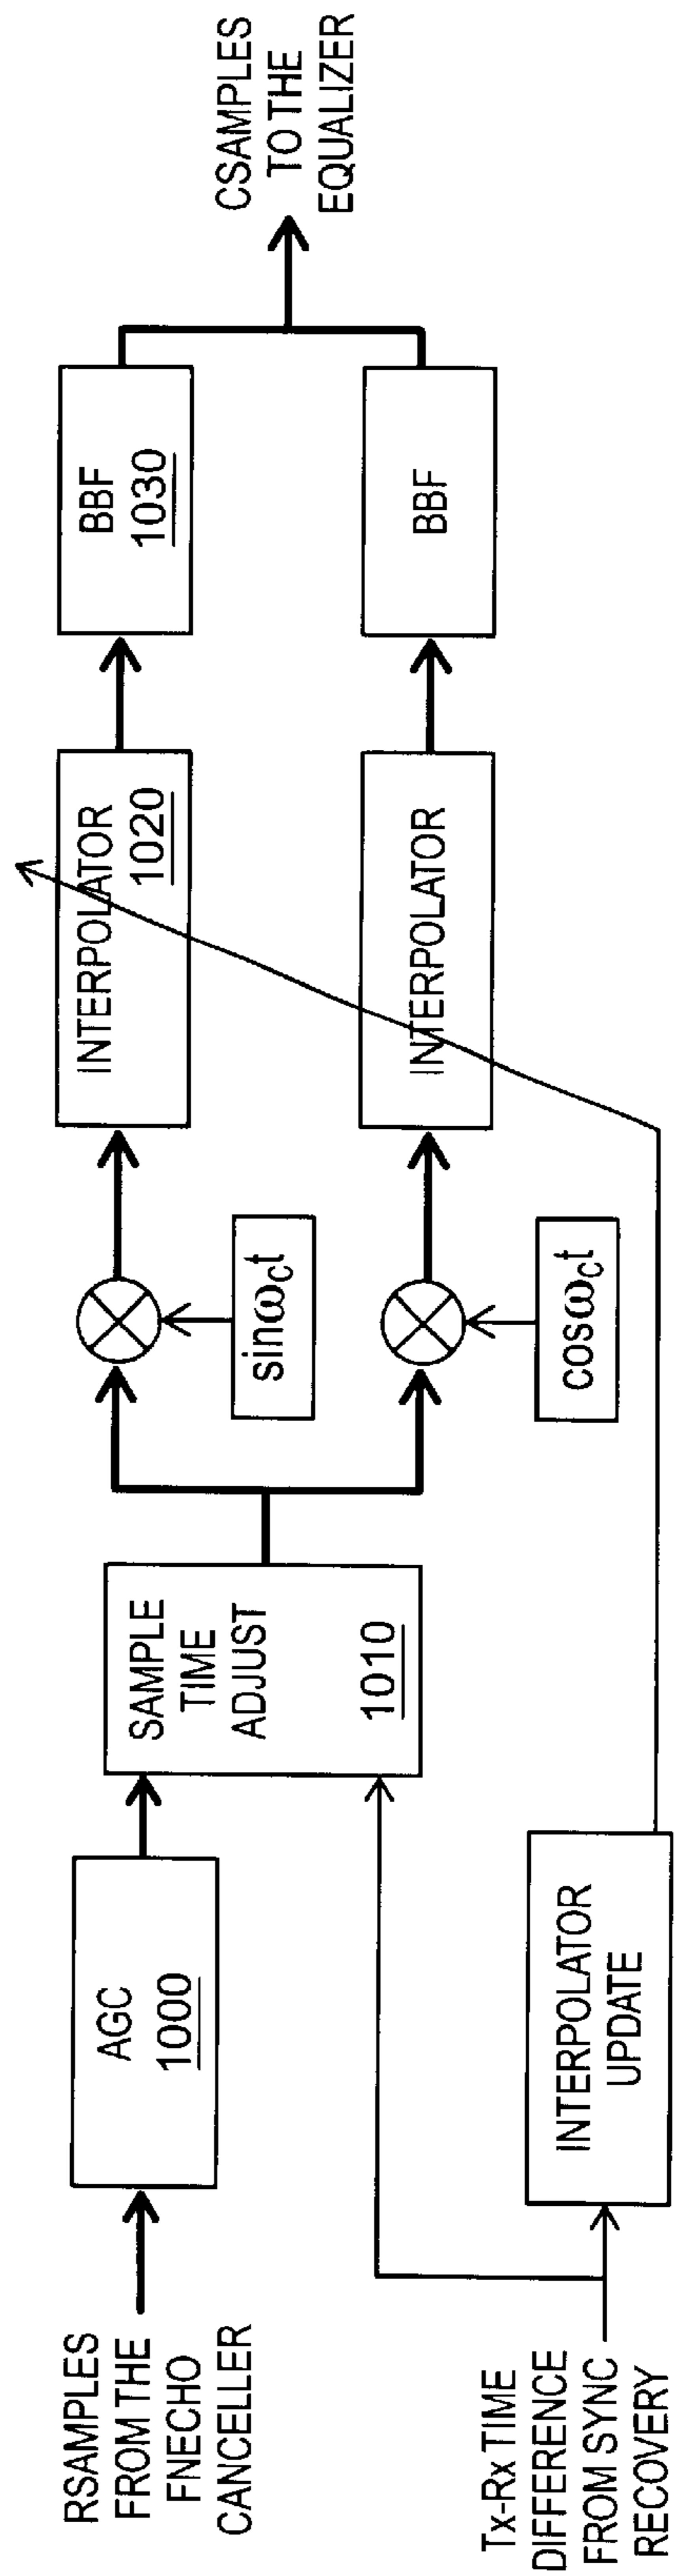 RSAMPLES
FROM THE
FNECHO
CANCELLER
AGC
1000
SAMPLE
TIME
ADJUST
1010
sinωct
INTERPOLATOR
1020
BBF
1030
CSAMPLES
TO THE
EQUALIZER
cosωct
INTERPOLATOR
BBF
Tx-Rx TIME
DIFFERENCE
FROM SYNC
RECOVERY
INTERPOLATOR
UPDATE